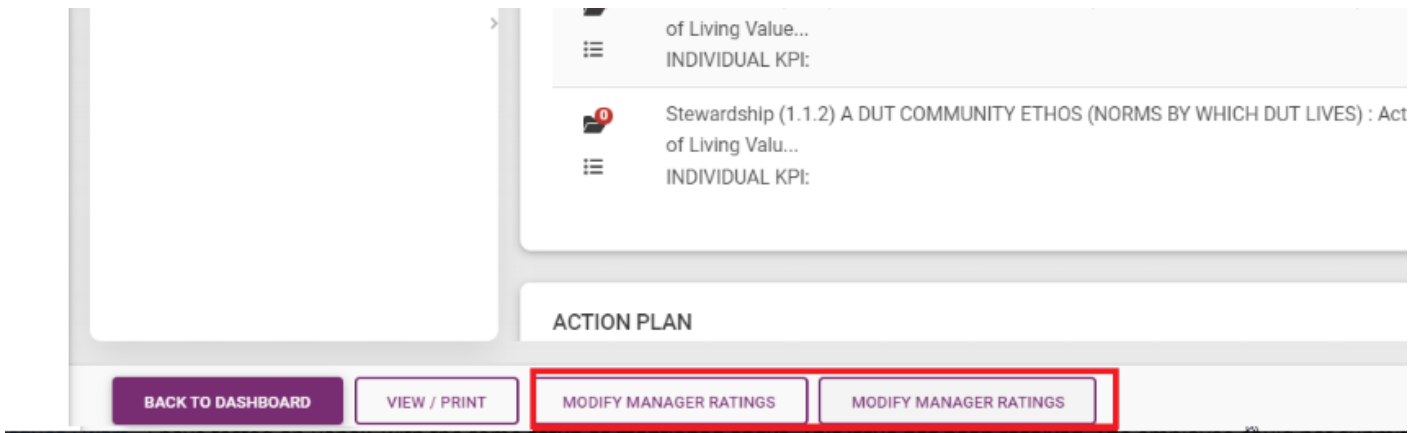 of Living Value...
INDIVIDUAL KPI:
0
Stewardship (1.1.2) A DUT COMMUNITY ETHOS (NORMS BY WHICH DUT LIVES) : Act
of Living Valu...
INDIVIDUAL KPI:
ACTION PLAN
BACK TO DASHBOARD
VIEW / PRINT
MODIFY MANAGER RATINGS
MODIFY MANAGER RATINGS